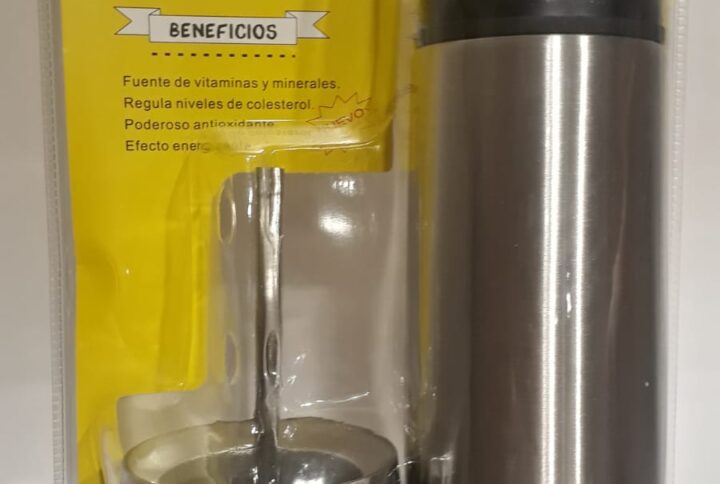 BENEFICIOS
Fuente de vitaminas y minerales.
Regula niveles de colesterol.
Poderoso antioxidante
Efecto